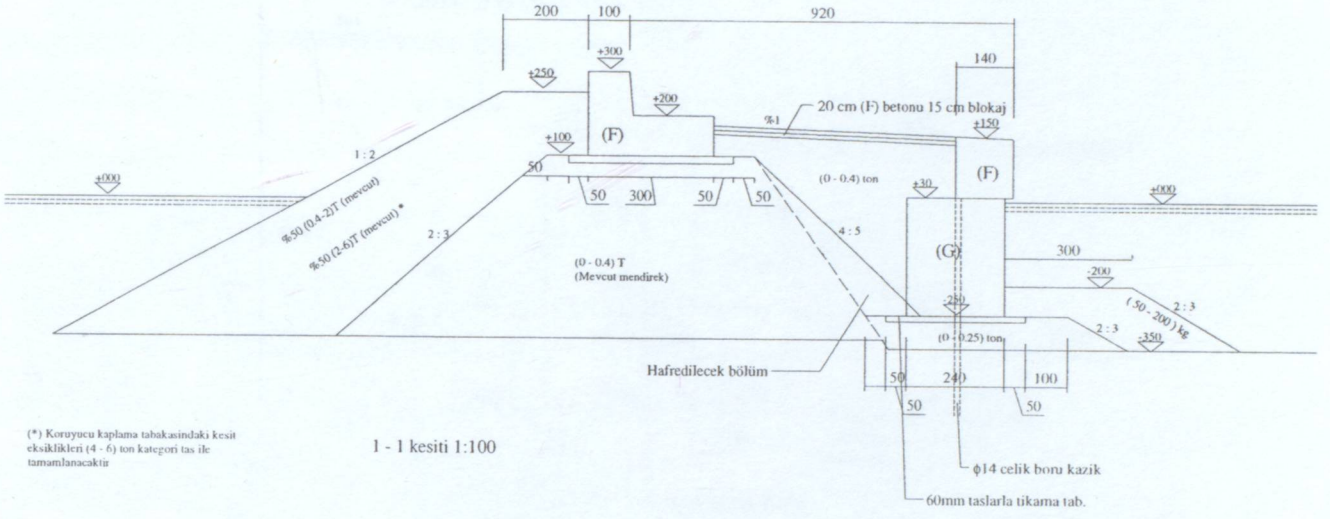 200
100
920
+300
140
+250
+200
20 cm (F) betonu 15 cm blokaj
%1
+150
(F)
+100
1 : 2
50
(F)
+000
(0 - 0.4) ton
+30
+000
%50 (0.4-2)T (mevcut)
50
300
50
50
%50 (2-6)T (mevcut) *
2 : 3
4 : 5
(G)
300
(0 - 0.4) T
(Mevcut mendirek)
-200
-250
(50 - 200) kg
2 : 3
2 : 3
(0 - 0.25) ton
-350
Hafredilecek bölüm
50
240
100
50
50
(*) Koruyucu kaplama tabakasindaki kesit
eksiklikleri (4 - 6) ton kategori tas ile
tamamlanacaktir
1 - 1 kesiti 1:100
ϕ14 celik boru kazik
60mm taslarla tikama tab.